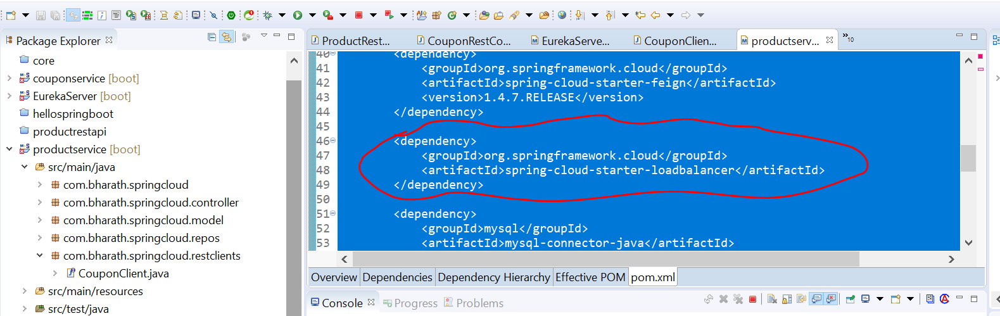 Package Explorer
core
couponservice [boot]
EurekaServer [boot]
hellospringboot
productrestapi
productservice [boot]
src/main/java
com.bharath.springcloud
com.bharath.springcloud.controller
com.bharath.springcloud.model
com.bharath.springcloud.repos
com.bharath.springcloud.restclients
CouponClient.java
src/main/resources
src/test/java
ProductRest... CouponRestCo... EurekaServe... CouponClien... productserv... »10
40 <dependency>
41 <groupId>org.springframework.cloud</groupId>
42 <artifactId>spring-cloud-starter-feign</artifactId>
43 <version>1.4.7.RELEASE</version>
44 </dependency>
45
46 <dependency>
47 <groupId>org.springframework.cloud</groupId>
48 <artifactId>spring-cloud-starter-loadbalancer</artifactId>
49 </dependency>
50
51 <dependency>
52 <groupId>mysql</groupId>
53 <artifactId>mysql-connector-java</artifactId>
Overview Dependencies Dependency Hierarchy Effective POM pom.xml
Console Progress Problems